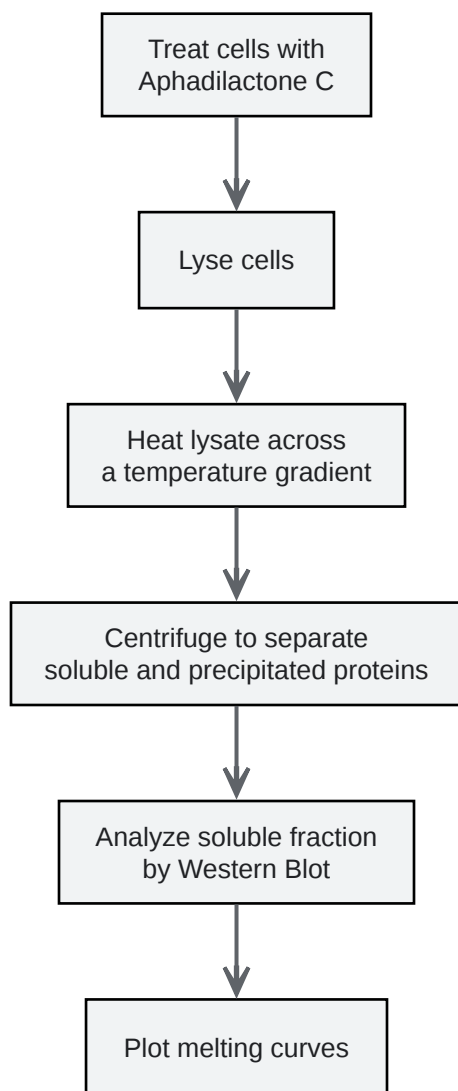 Treat cells with
Aphadilactone C
Lyse cells
Heat lysate across
a temperature gradient
Centrifuge to separate
soluble and precipitated proteins
Analyze soluble fraction
by Western Blot
Plot melting curves